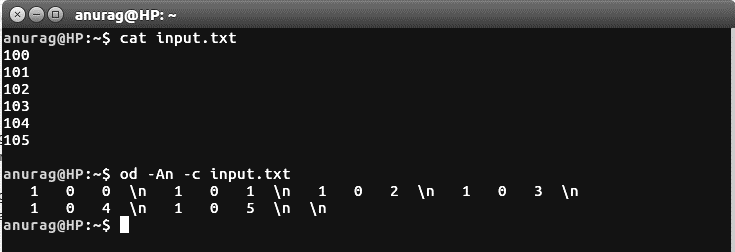 anurag@HP: ~
anurag@HP:~$ cat input.txt
100
101
102
103
104
105

anurag@HP:~$ od -An -c input.txt
   1   0   0  \n   1   0   1  \n   1   0   2  \n   1   0   3  \n
   1   0   4  \n   1   0   5  \n  \n
anurag@HP:~$